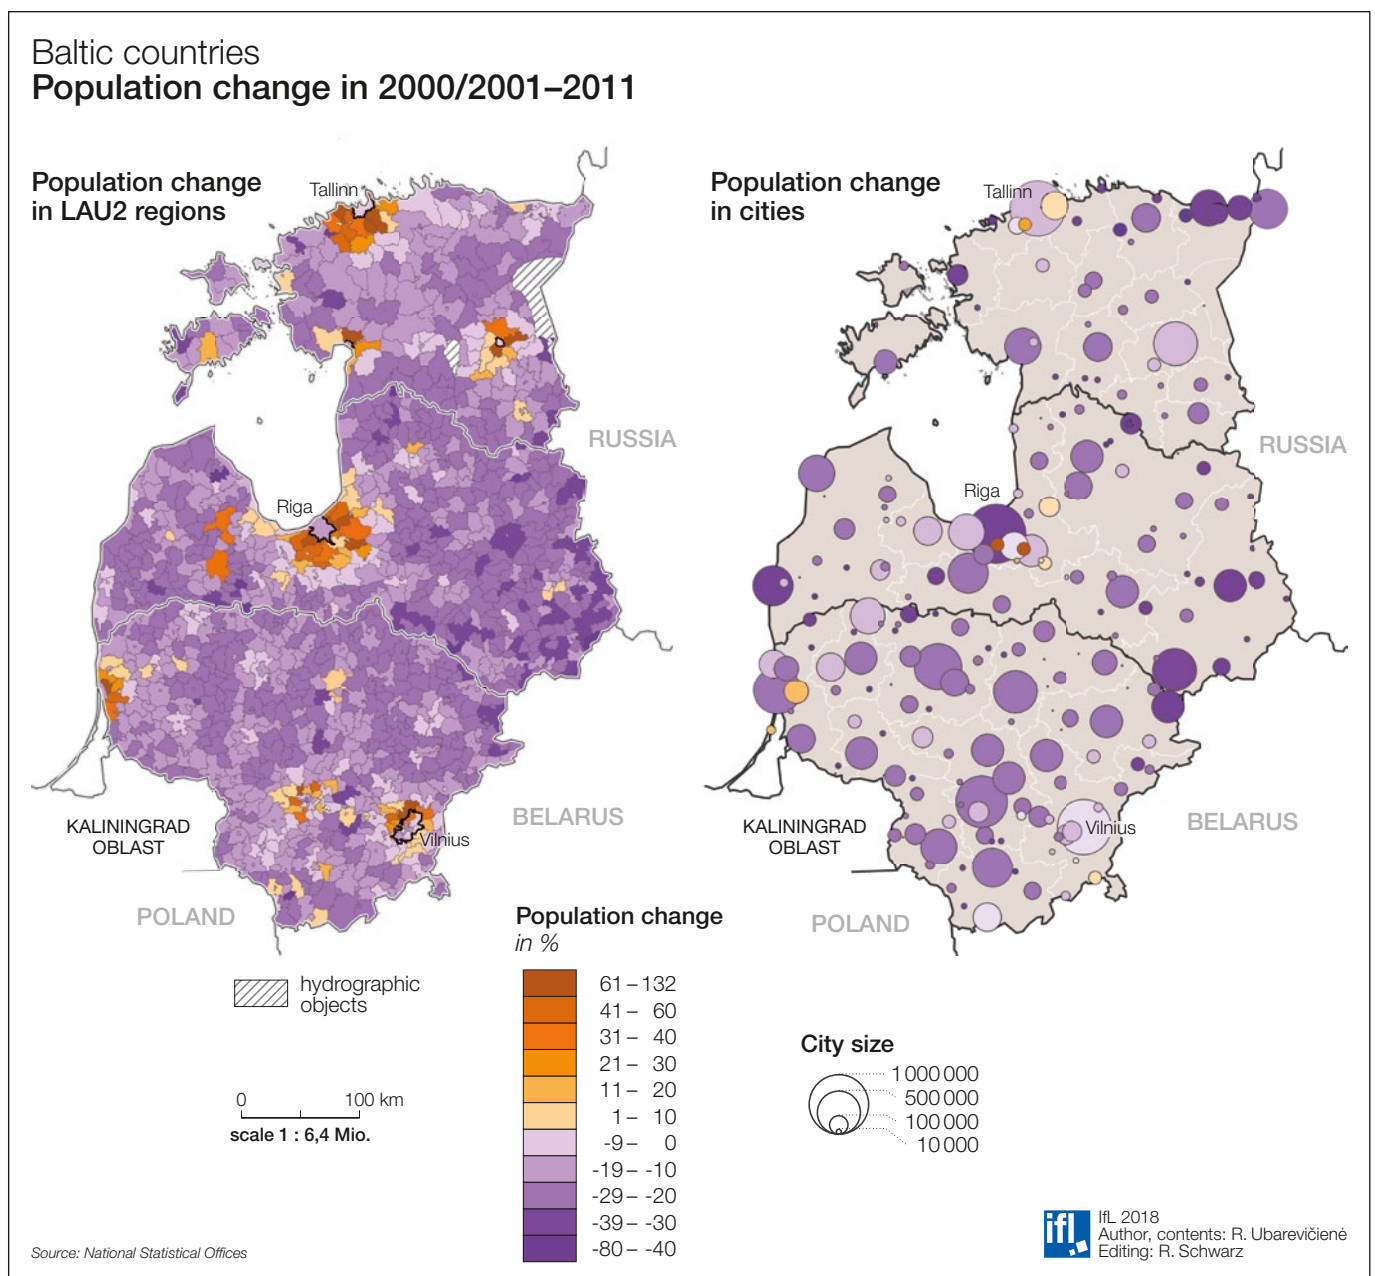 Baltic countries
Population change in 2000/2001–2011
Population change
in LAU2 regions
Tallinn
Riga
RUSSIA
BELARUS
Vilnius
KALININGRAD
OBLAST
POLAND
Population change
in cities
Tallinn
Riga
RUSSIA
BELARUS
Vilnius
KALININGRAD
OBLAST
POLAND
hydrographic
objects
0 100 km
scale 1 : 6,4 Mio.
Population change
in %
61 – 132
41 – 60
31 – 40
21 – 30
11 – 20
1 – 10
-9 – 0
-19 – -10
-29 – -20
-39 – -30
-80 – -40
City size
1 000 000
500 000
100 000
10 000
Source: National Statistical Offices
ifl
IfL 2018
Author, contents: R. Ubarevičienė
Editing: R. Schwarz